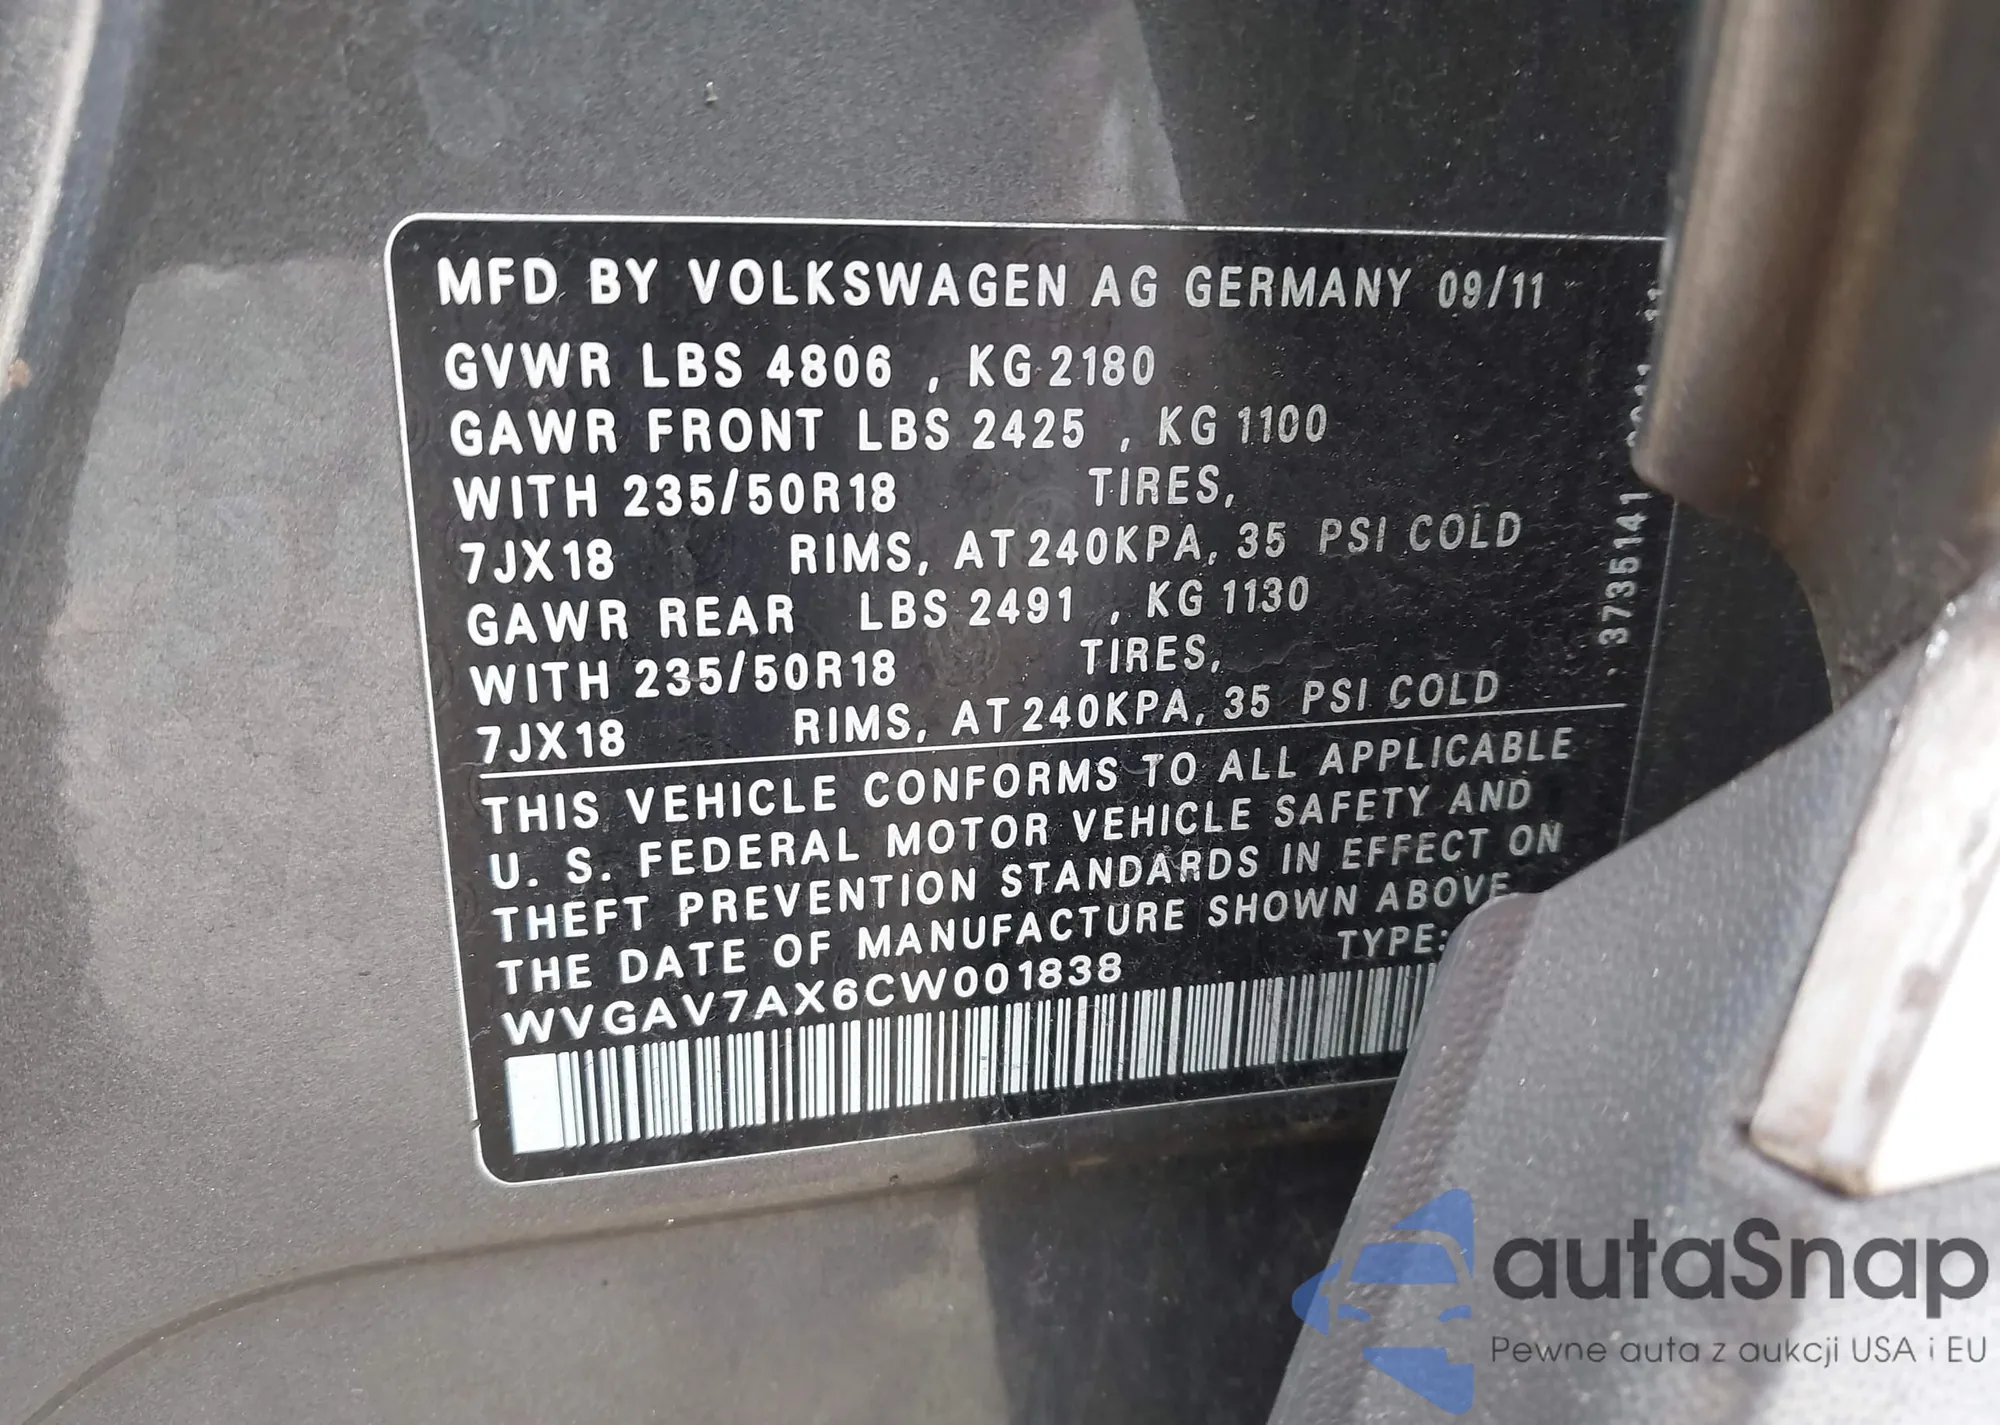 MFD BY VOLKSWAGEN AG GERMANY 09/11
GVWR LBS 4806 , KG 2180
GAWR FRONT LBS 2425 , KG 1100
WITH 235/50R18 TIRES,
7JX18 RIMS, AT 240KPA, 35 PSI COLD
GAWR REAR LBS 2491 , KG 1130
WITH 235/50R18 TIRES,
7JX18 RIMS, AT 240KPA, 35 PSI COLD
THIS VEHICLE CONFORMS TO ALL APPLICABLE
U. S. FEDERAL MOTOR VEHICLE SAFETY AND
THEFT PREVENTION STANDARDS IN EFFECT ON
THE DATE OF MANUFACTURE SHOWN ABOVE
WVGAV7AX6CW001838 TYPE:
3735141
autaSnap
Pewne auta z aukcji USA i EU